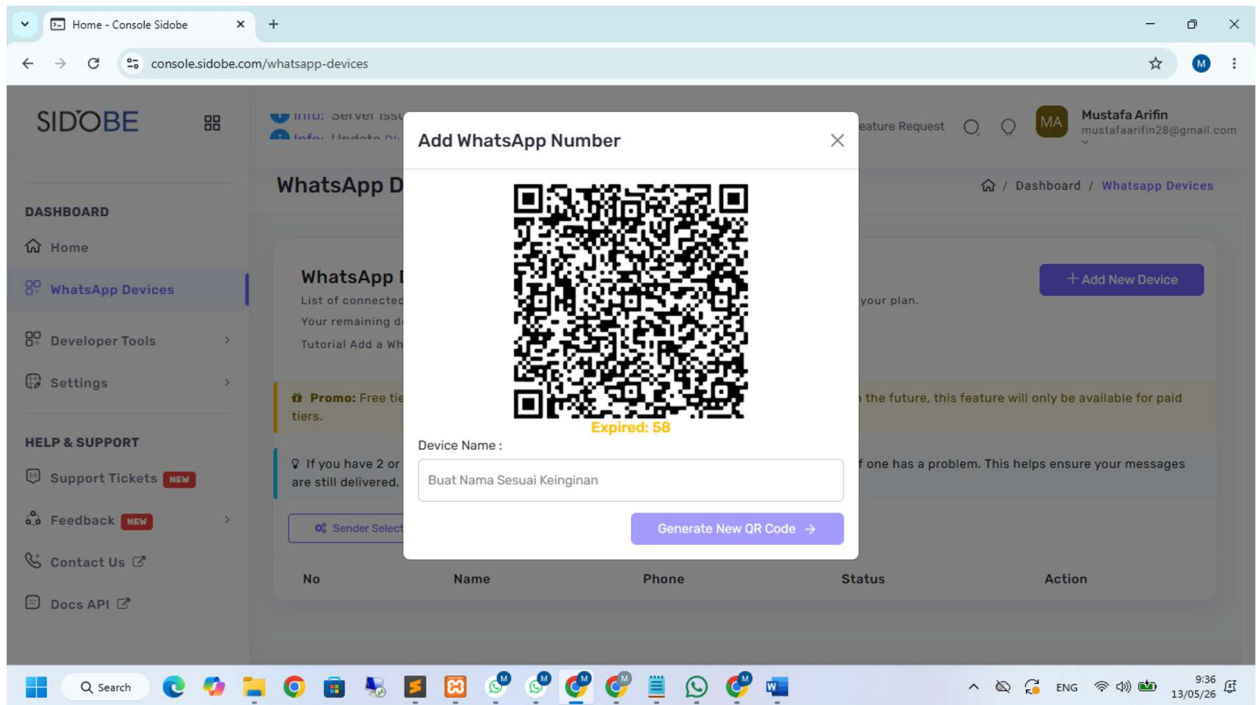 Home - Console Sidobe
console.sidobe.com/whatsapp-devices
M
SIDOBE
Info: Server Iss
Info: Update
eature Request
MA
Mustafa Arifin
mustafaarifin28@gmail.com
WhatsApp D
/ Dashboard / Whatsapp Devices
DASHBOARD
Home
WhatsApp Devices
Developer Tools
Settings
HELP & SUPPORT
Support Tickets NEW
Feedback NEW
Contact Us
Docs API
Add WhatsApp Number
Expired: 58
Device Name :
Buat Nama Sesuai Keinginan
Generate New QR Code →
WhatsApp
+ Add New Device
List of connected
your plan.
Your remaining d
Tutorial Add a Wh
Promo: Free tie
the future, this feature will only be available for paid
tiers.
If you have 2 or
f one has a problem. This helps ensure your messages
are still delivered.
Sender Select
No Name Phone Status Action
Search
ENG
9:36
13/05/26